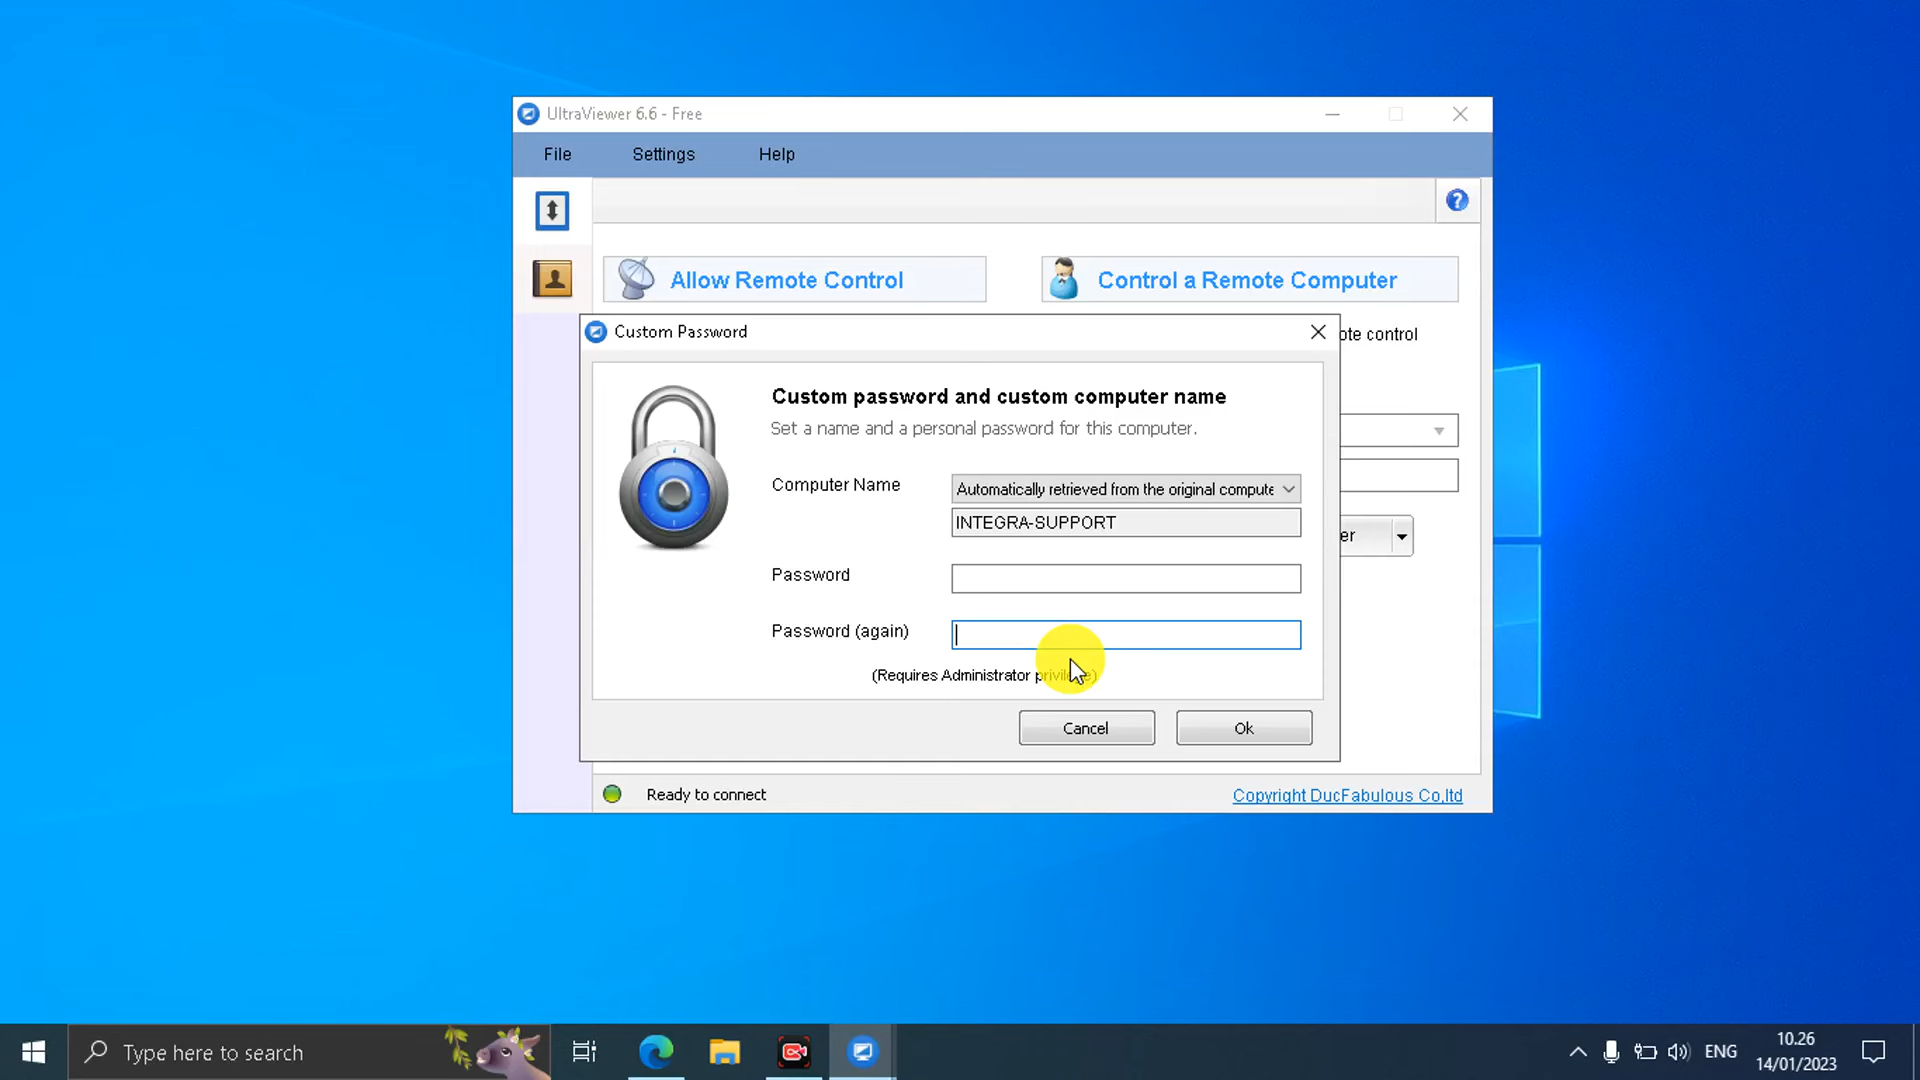 UltraViewer 6.6 - Free
File Settings Help
Allow Remote Control
Control a Remote Computer
Custom Password
ote control
Custom password and custom computer name
Set a name and a personal password for this computer.
Computer Name
Automatically retrieved from the original compute
INTEGRA-SUPPORT
er
Password
Password (again)
(Requires Administrator privilege)
Cancel
Ok
Ready to connect
Copyright DucFabulous Co,ltd
Type here to search
ENG
10.26
14/01/2023